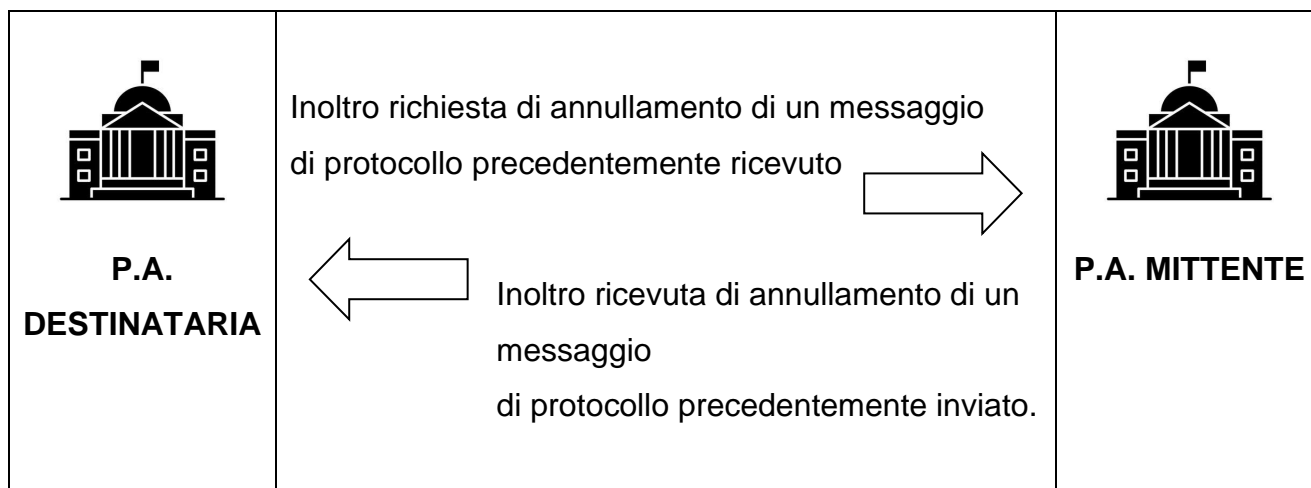 P.A.
DESTINATARIA
Inoltro richiesta di annullamento di un messaggio
di protocollo precedentemente ricevuto
Inoltro ricevuta di annullamento di un
messaggio
di protocollo precedentemente inviato.
P.A. MITTENTE